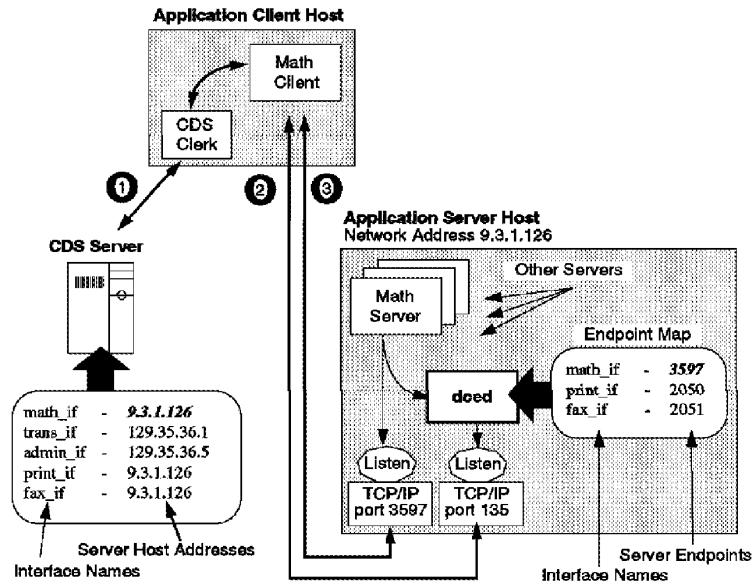 Application Client Host
Math
Client
CDS
Clerk
1
2
3
CDS Server
Application Server Host
Network Address 9.3.1.126
Other Servers
Math
Server
Endpoint Map
math_if - 3597
print_if - 2050
fax_if - 2051
dced
math_if - 9.3.1.126
trans_if - 129.35.36.1
admin_if - 129.35.36.5
print_if - 9.3.1.126
fax_if - 9.3.1.126
Listen
Listen
TCP/IP
port 3597
TCP/IP
port 135
Server Host Addresses
Interface Names
Server Endpoints
Interface Names